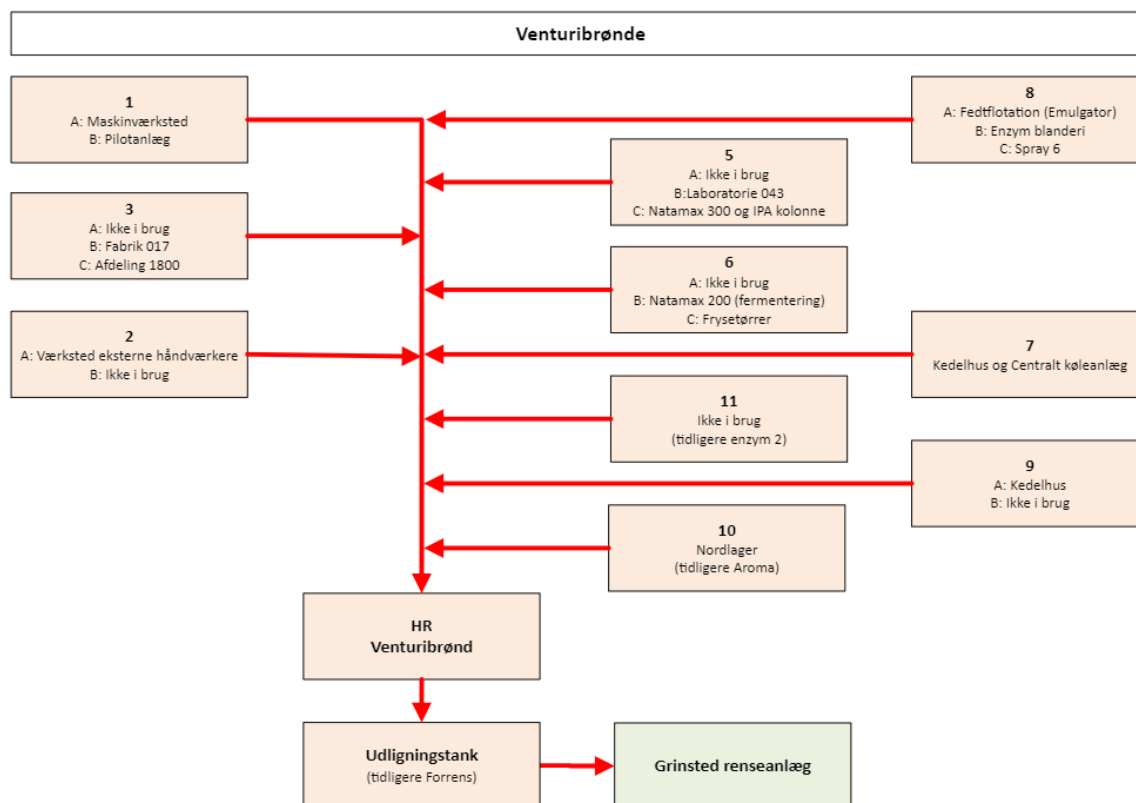 Venturibrønde
1
A: Maskinværksted
B: Pilotanlæg
8
A: Fedtflotation (Emulgator)
B: Enzym blanderi
C: Spray 6
5
A: Ikke i brug
B:Laboratorie 043
C: Natamax 300 og IPA kolonne
3
A: Ikke i brug
B: Fabrik 017
C: Afdeling 1800
6
A: Ikke i brug
B: Natamax 200 (fermentering)
C: Frysetørrer
2
A: Værksted eksterne håndværkere
B: Ikke i brug
7
Kedelhus og Centralt køleanlæg
11
Ikke i brug
(tidligere enzym 2)
9
A: Kedelhus
B: Ikke i brug
10
Nordlager
(tidligere Aroma)
HR
Venturibrønd
Udligningstank
(tidligere Forrens)
Grinsted renseanlæg